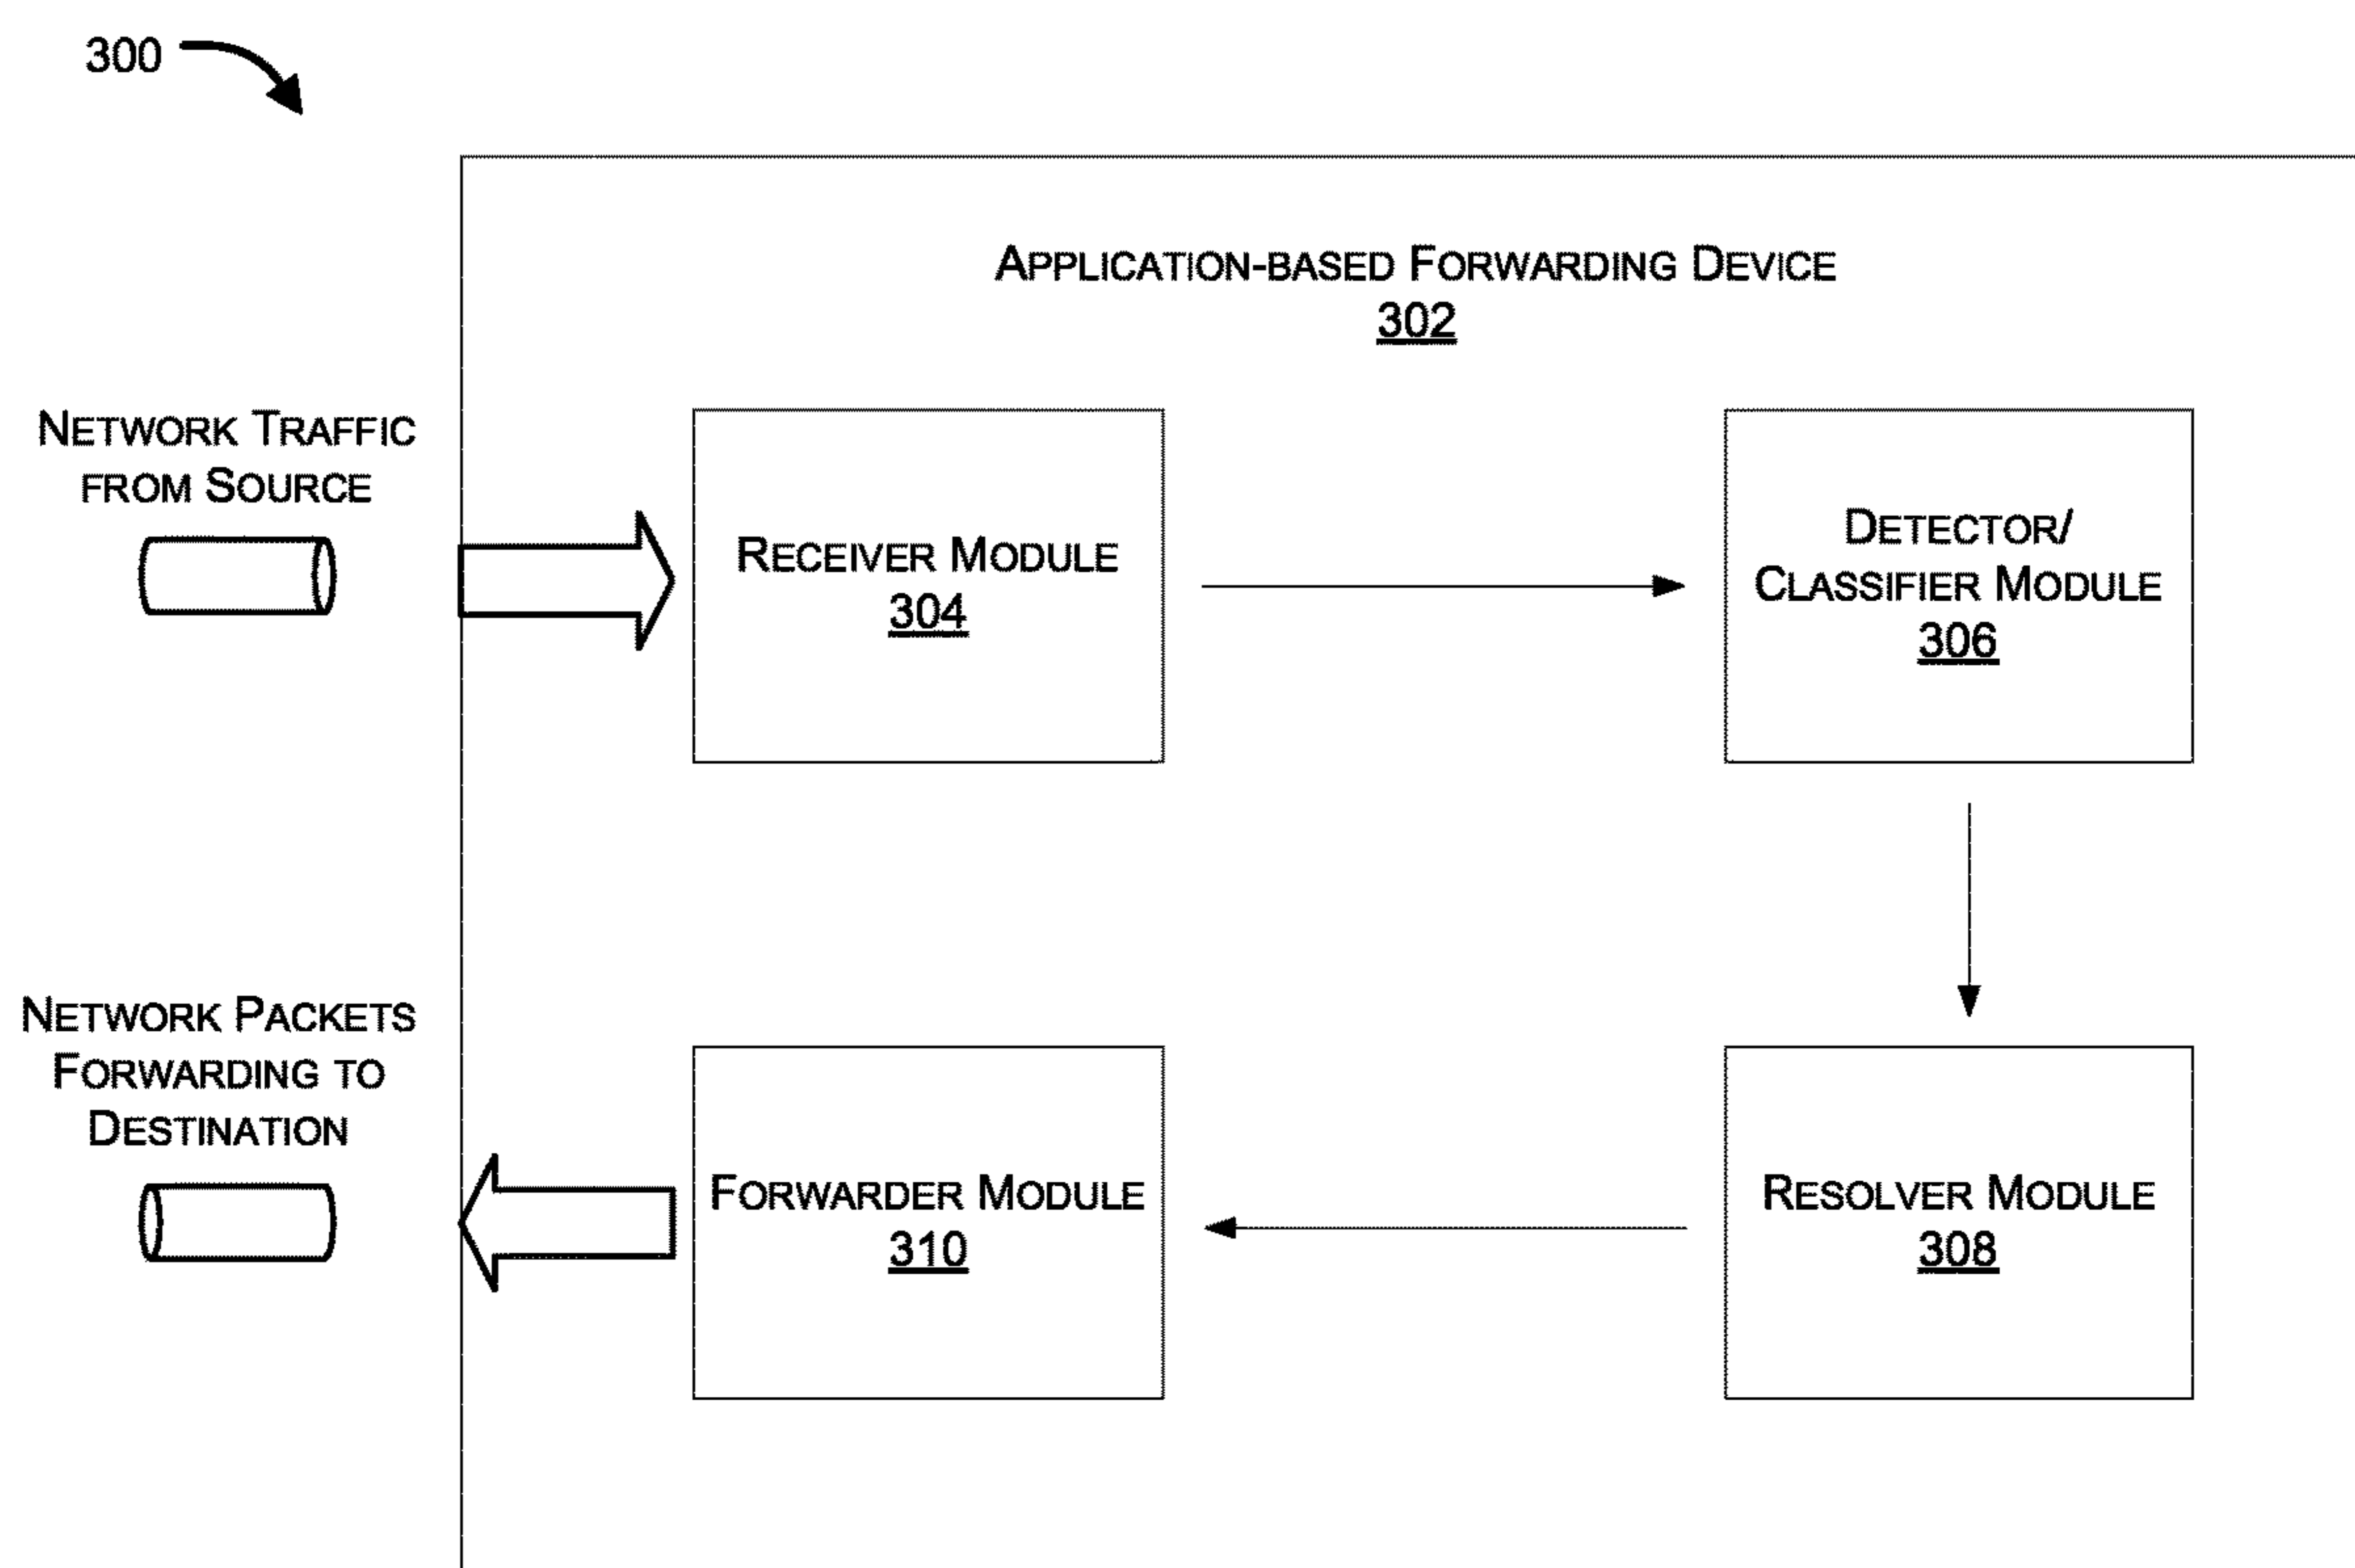 300
APPLICATION-BASED FORWARDING DEVICE
302
NETWORK TRAFFIC
FROM SOURCE
RECEIVER MODULE
304
DETECTOR/
CLASSIFIER MODULE
306
NETWORK PACKETS
FORWARDING TO
DESTINATION
FORWARDER MODULE
310
RESOLVER MODULE
308